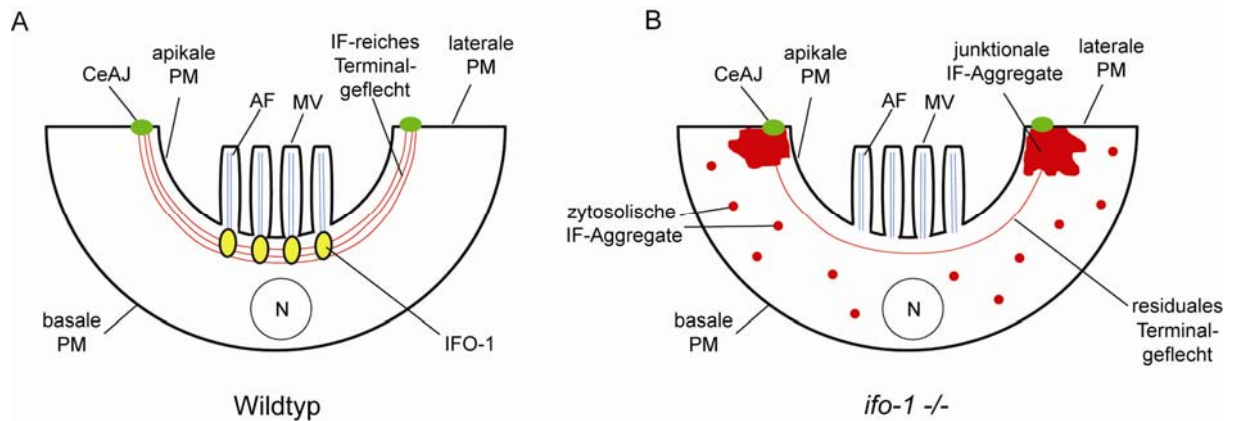 A
CeAJ
apikale
PM
AF
MV
IF-reiches
Terminal-
geflecht
laterale
PM
N
basale
PM
IFO-1
Wildtyp
B
CeAJ
apikale
PM
AF
MV
junktionale
IF-Aggregate
laterale
PM
zytosolische
IF-Aggregate
N
basale
PM
residuales
Terminal-
geflecht
ifo-1 -/-